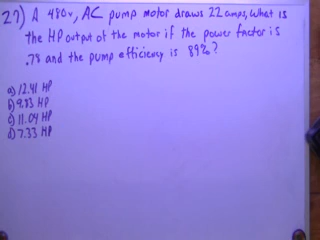 27) A 480v, AC pump motor draws 22 amps, what is
the HP output of the motor if the power factor is
.78 and the pump efficiency is 89%?
a) 12.41 HP
b) 9.83 HP
c) 11.04 HP
d) 7.33 HP